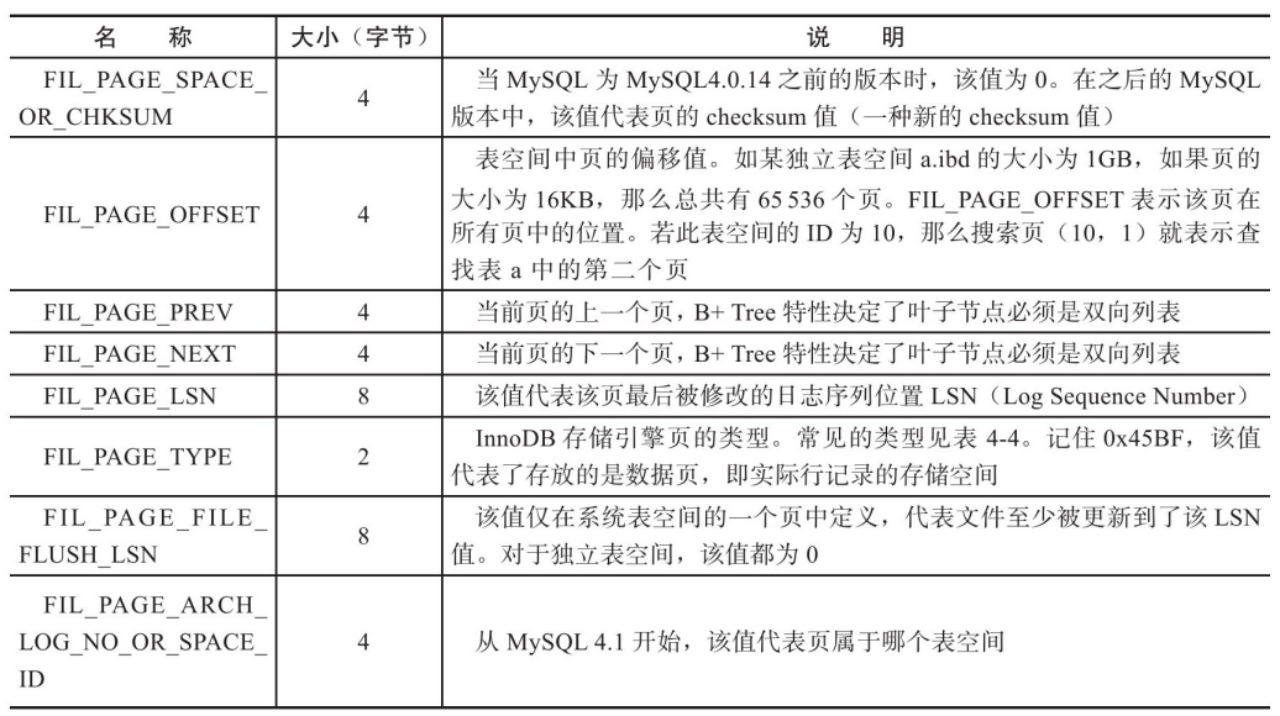 名 称 大小（字节） 说 明
FIL_PAGE_SPACE_
OR_CHKSUM
4
当 MySQL 为 MySQL4.0.14 之前的版本时，该值为 0。在之后的 MySQL
版本中，该值代表页的 checksum 值（一种新的 checksum 值）
FIL_PAGE_OFFSET
4
表空间中页的偏移值。如某独立表空间 a.ibd 的大小为 1GB，如果页的
大小为 16KB，那么总共有 65 536 个页。FIL_PAGE_OFFSET 表示该页在
所有页中的位置。若此表空间的 ID 为 10，那么搜索页（10，1）就表示查
找表 a 中的第二个页
FIL_PAGE_PREV 4 当前页的上一个页，B+ Tree 特性决定了叶子节点必须是双向列表
FIL_PAGE_NEXT 4 当前页的下一个页，B+ Tree 特性决定了叶子节点必须是双向列表
FIL_PAGE_LSN 8 该值代表该页最后被修改的日志序列位置 LSN（Log Sequence Number）
FIL_PAGE_TYPE
2
InnoDB 存储引擎页的类型。常见的类型见表 4-4。记住 0x45BF，该值
代表了存放的是数据页，即实际行记录的存储空间
FIL_PAGE_FILE_
FLUSH_LSN
8
该值仅在系统表空间的一个页中定义，代表文件至少被更新到了该 LSN
值。对于独立表空间，该值都为 0
FIL_PAGE_ARCH_
LOG_NO_OR_SPACE_
ID
4
从 MySQL 4.1 开始，该值代表页属于哪个表空间